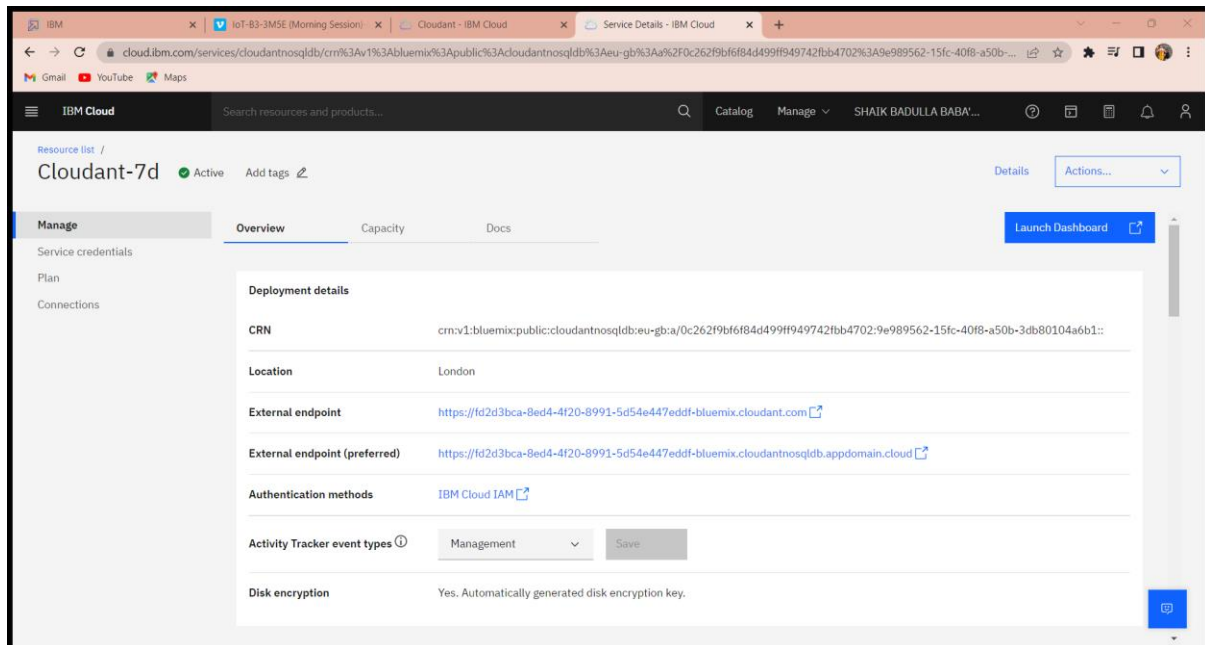 IBM
IoT-B3-3M5E (Morning Session)
Cloudant - IBM Cloud
Service Details - IBM Cloud
cloud.ibm.com/services/cloudantnosqldb/crn%3Av1%3Abluemix%3Apublic%3Acloudantnosqldb%3Aeu-gb%3Aa%2F0c262f9bf6f84d499ff949742fbb4702%3A9e989562-15fc-40f8-a50b-...
Gmail YouTube Maps
IBM Cloud Search resources and products... Catalog Manage SHAIK BADULLA BABA'...
Resource list /
Cloudant-7d Active Add tags Details Actions...
Manage
Service credentials
Plan
Connections
Overview Capacity Docs Launch Dashboard
Deployment details
CRN crn:v1:bluemix:public:cloudantnosqldb:eu-gb:a/0c262f9bf6f84d499ff949742fbb4702:9e989562-15fc-40f8-a50b-3db80104a6b1::
Location London
External endpoint https://fd2d3bca-8ed4-4f20-8991-5d54e447eddf-bluemix.cloudant.com
External endpoint (preferred) https://fd2d3bca-8ed4-4f20-8991-5d54e447eddf-bluemix.cloudantnosqldb.appdomain.cloud
Authentication methods IBM Cloud IAM
Activity Tracker event types Management Save
Disk encryption Yes. Automatically generated disk encryption key.